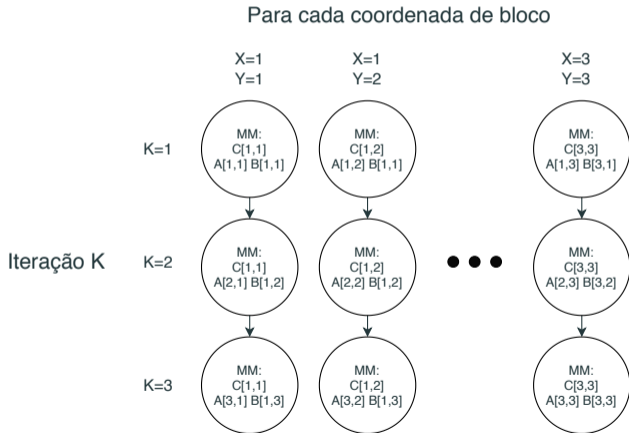 Para cada coordenada de bloco
X=1
Y=1
X=1
Y=2
X=3
Y=3
K=1
MM:
C[1,1]
A[1,1] B[1,1]
MM:
C[1,2]
A[1,2] B[1,1]
MM:
C[3,3]
A[1,3] B[3,1]
Iteração K
K=2
MM:
C[1,1]
A[2,1] B[1,2]
MM:
C[1,2]
A[2,2] B[1,2]
MM:
C[3,3]
A[2,3] B[3,2]
K=3
MM:
C[1,1]
A[3,1] B[1,3]
MM:
C[1,2]
A[3,2] B[1,3]
MM:
C[3,3]
A[3,3] B[3,3]